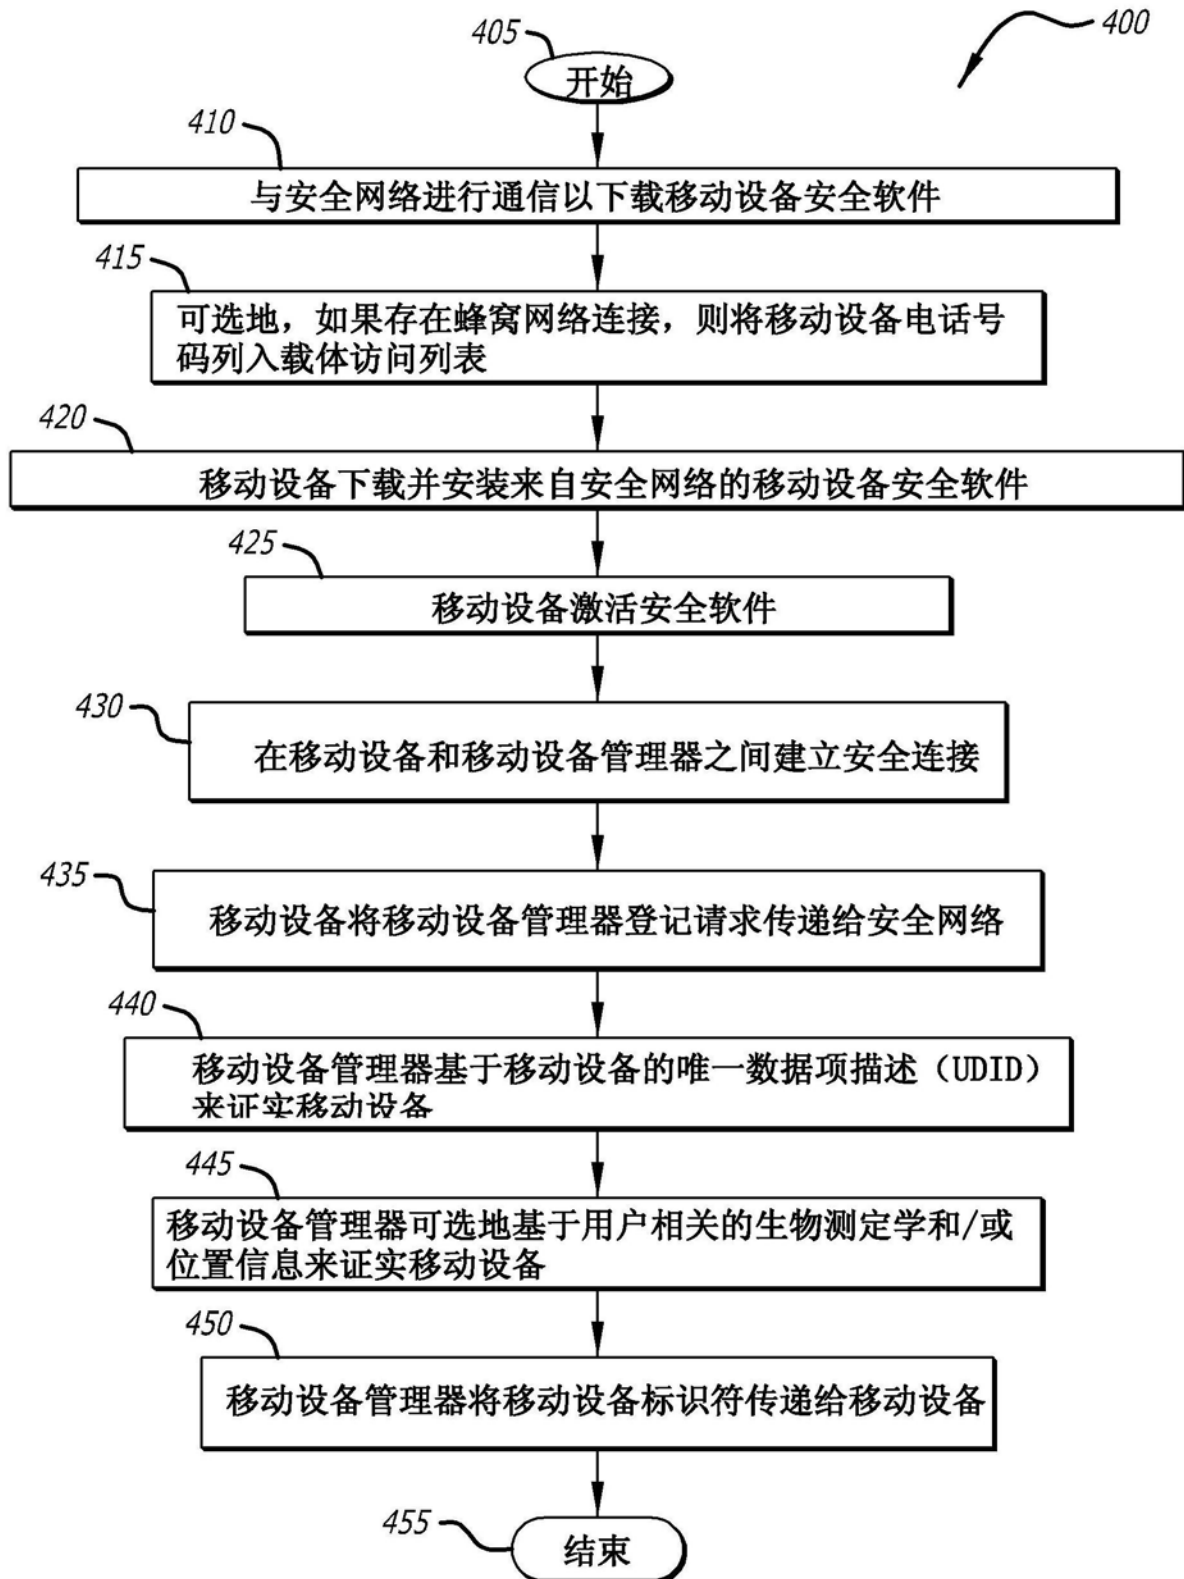 400
405
开始
410
与安全网络进行通信以下载移动设备安全软件
415
可选地，如果存在蜂窝网络连接，则将移动设备电话号
码列入载体访问列表
420
移动设备下载并安装来自安全网络的移动设备安全软件
425
移动设备激活安全软件
430
在移动设备和移动设备管理器之间建立安全连接
435
移动设备将移动设备管理器登记请求传递给安全网络
440
移动设备管理器基于移动设备的唯一数据项描述（UDID）
来证实移动设备
445
移动设备管理器可选地基于用户相关的生物测定学和/或
位置信息来证实移动设备
450
移动设备管理器将移动设备标识符传递给移动设备
455
结束